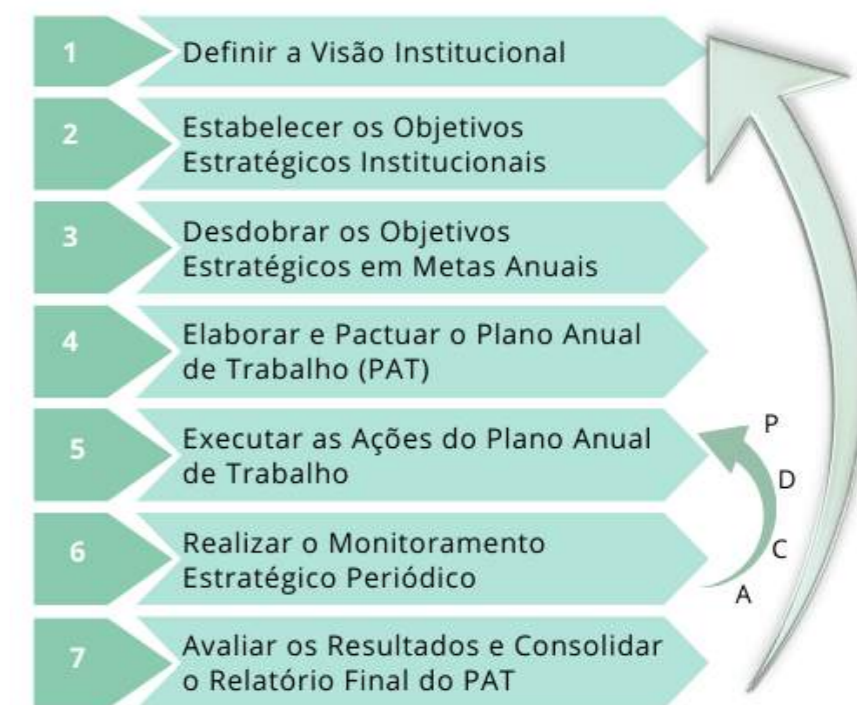 1
Definir a Visão Institucional
2
Estabelecer os Objetivos
Estratégicos Institucionais
3
Desdobrar os Objetivos
Estratégicos em Metas Anuais
4
Elaborar e Pactuar o Plano Anual
de Trabalho (PAT)
5
Executar as Ações do Plano Anual
de Trabalho
6
Realizar o Monitoramento
Estratégico Periódico
7
Avaliar os Resultados e Consolidar
o Relatório Final do PAT
P
D
C
A